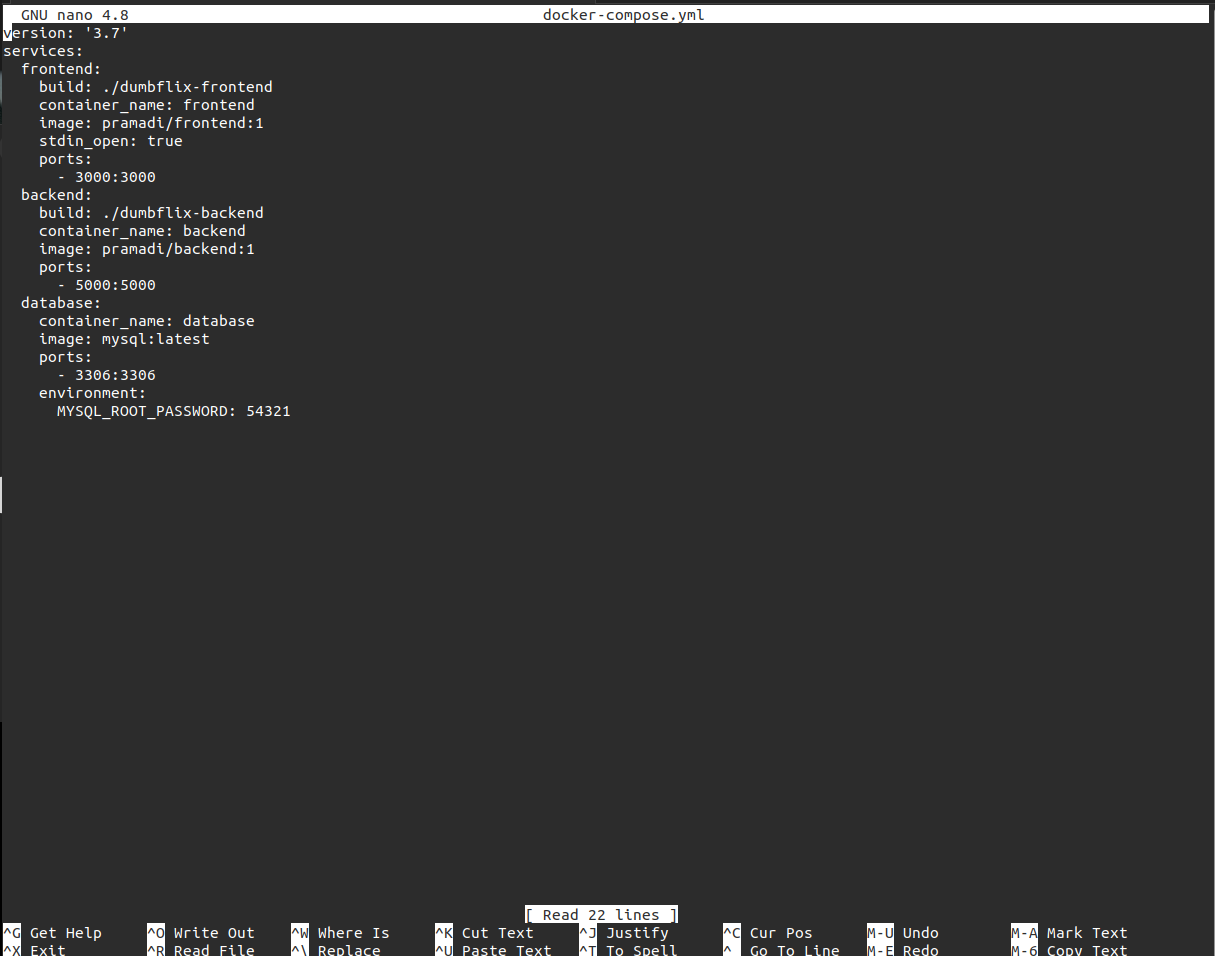 GNU nano 4.8 docker-compose.yml
version: '3.7'
services:
  frontend:
    build: ./dumbflix-frontend
    container_name: frontend
    image: pramadi/frontend:1
    stdin_open: true
    ports:
      - 3000:3000
  backend:
    build: ./dumbflix-backend
    container_name: backend
    image: pramadi/backend:1
    ports:
      - 5000:5000
  database:
    container_name: database
    image: mysql:latest
    ports:
      - 3306:3306
    environment:
      MYSQL_ROOT_PASSWORD: 54321
[ Read 22 lines ]
^G Get Help ^O Write Out ^W Where Is ^K Cut Text ^J Justify ^C Cur Pos M-U Undo M-A Mark Text
^X Exit ^R Read File ^\ Replace ^U Paste Text ^T To Spell ^_ Go To Line M-E Redo M-6 Copy Text